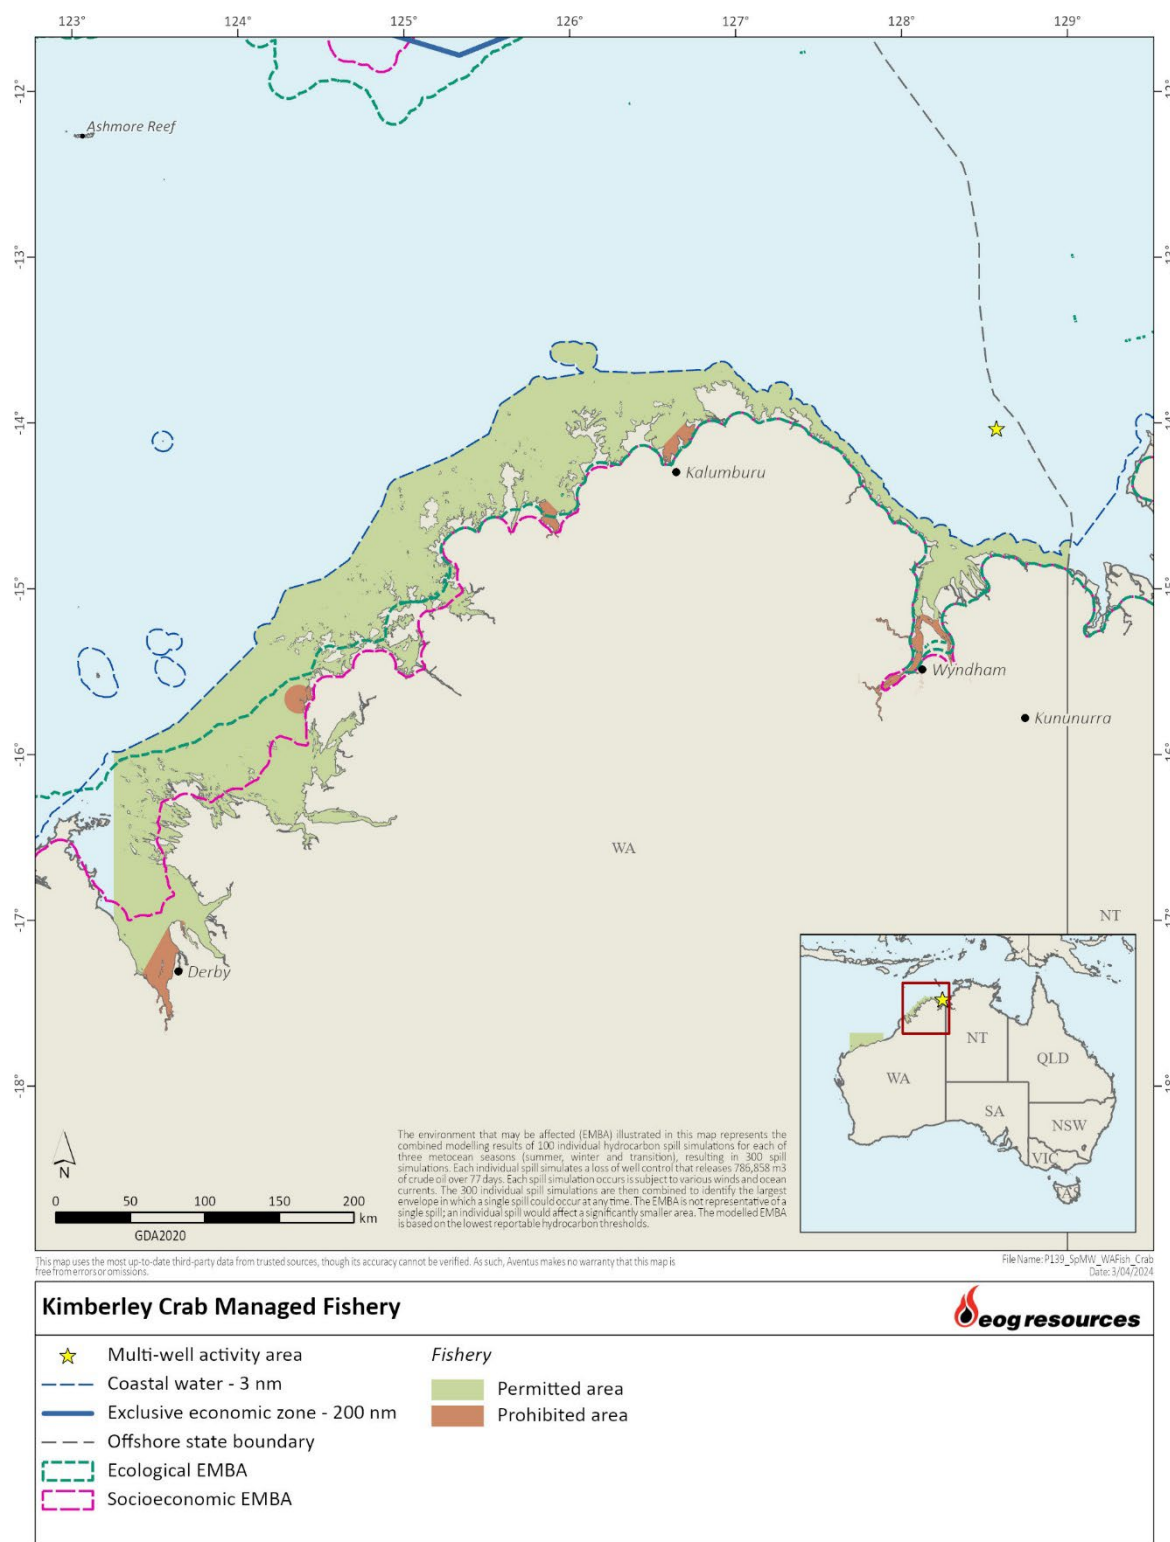 123° 124° 125° 126° 127° 128° 129°
-12° -12°
Ashmore Reef
-13° -13°
-14° -14°
Kalumburu
-15° -15°
Wyndham
Kununurra
-16° -16°
WA
-17° -17°
NT
Derby
-18° -18°
NT
QLD
WA
SA
NSW
VIC
N
0 50 100 150 200
km
GDA2020
The environment that may be affected (EMBA) illustrated in this map represents the
combined modelling results of 100 individual hydrocarbon spill simulations for each of
three metocean seasons (summer, winter and transition), resulting in 300 spill
simulations. Each individual spill simulates a loss of well control that releases 786,858 m3
of crude oil over 77 days. Each spill simulation occurs is subject to various winds and ocean
currents. The 300 individual spill simulations are then combined to identify the largest
envelope in which a single spill could occur at any time. The EMBA is not representative of a
single spill; an individual spill would affect a significantly smaller area. The modelled EMBA
is based on the lowest reportable hydrocarbon thresholds.
This map uses the most up-to-date third-party data from trusted sources, though its accuracy cannot be verified. As such, Aventus makes no warranty that this map is
free from errors or omissions.
File Name: P139_SpMW_WAFish_Crab
Date: 3/04/2024
Kimberley Crab Managed Fishery
eog resources
Multi-well activity area
Coastal water - 3 nm
Exclusive economic zone - 200 nm
Offshore state boundary
Ecological EMBA
Socioeconomic EMBA
Fishery
Permitted area
Prohibited area